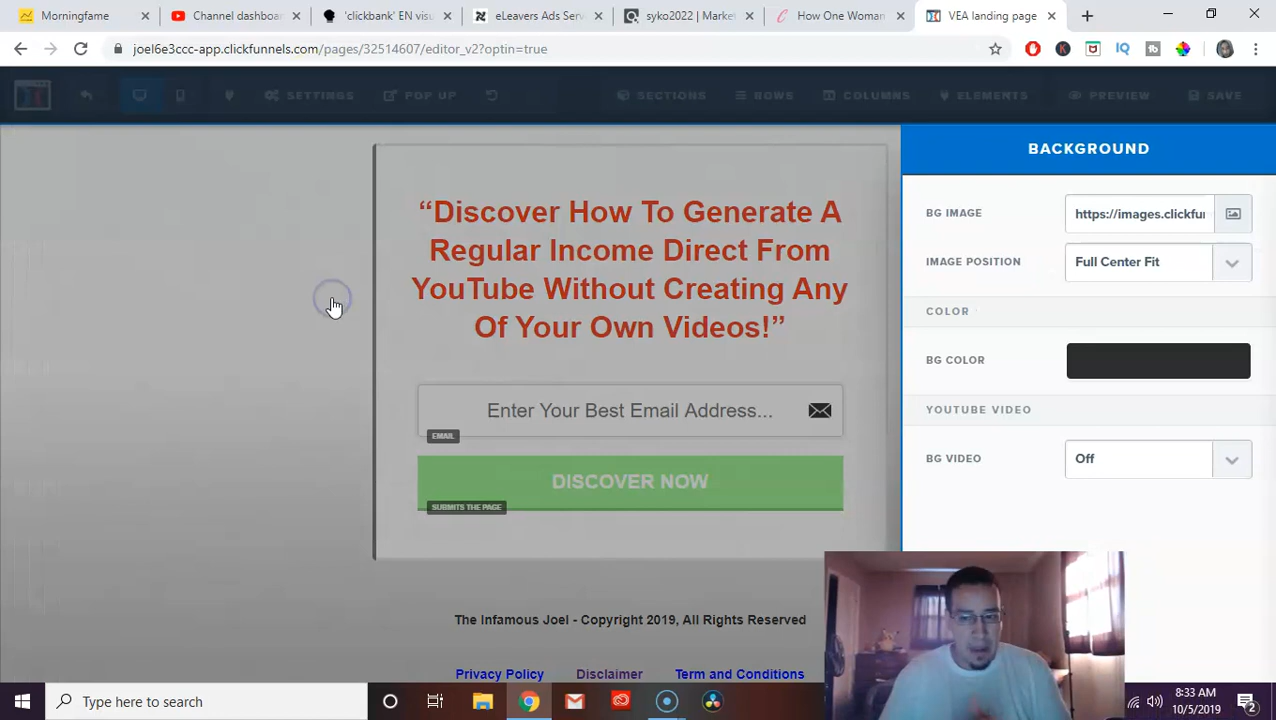 Morningfame
Channel dashboar
'clickbank' EN visu
eLeavers Ads Serv
syko2022 | Ma
How One Woman
VEA landing page
joel6e3ccc-app.clickfunnels.com/pages/32514607/editor_v2?optin=true
SETTINGS
POP UP
SECTIONS
ROWS
COLUMNS
ELEMENTS
PREVIEW
SAVE
BACKGROUND
BG IMAGE
https://images.clickfu
IMAGE POSITION
Full Center Fit
COLOR
BG COLOR
YOUTUBE VIDEO
BG VIDEO
Off
“Discover How To Generate A
Regular Income Direct From
YouTube Without Creating Any
Of Your Own Videos!”
Enter Your Best Email Address...
EMAIL
DISCOVER NOW
SUBMITS THE PAGE
The Infamous Joel - Copyright 2019, All Rights Reserved
Privacy Policy
Disclaimer
Term and Conditions
Type here to search
8:33 AM
10/5/2019
2